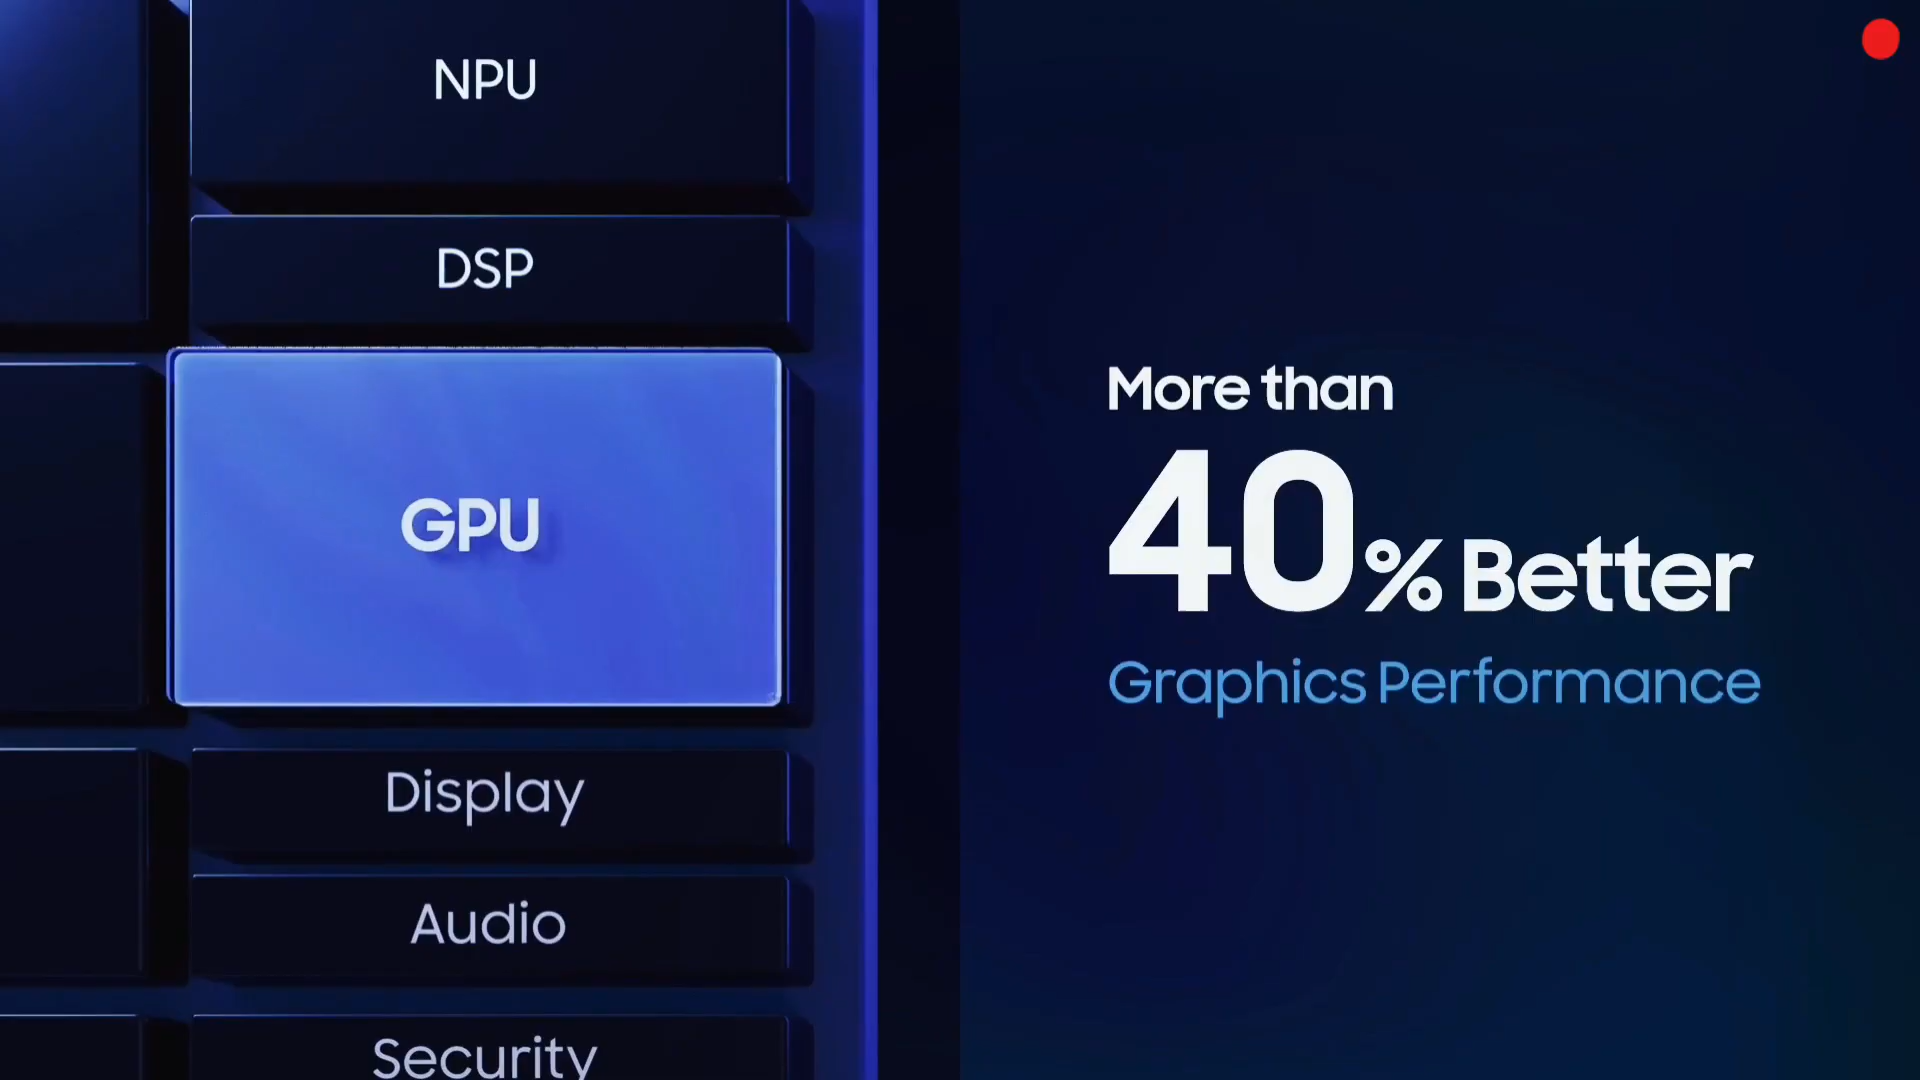 NPU
DSP
GPU
Display
Audio
Security
More than
40% Better
Graphics Performance